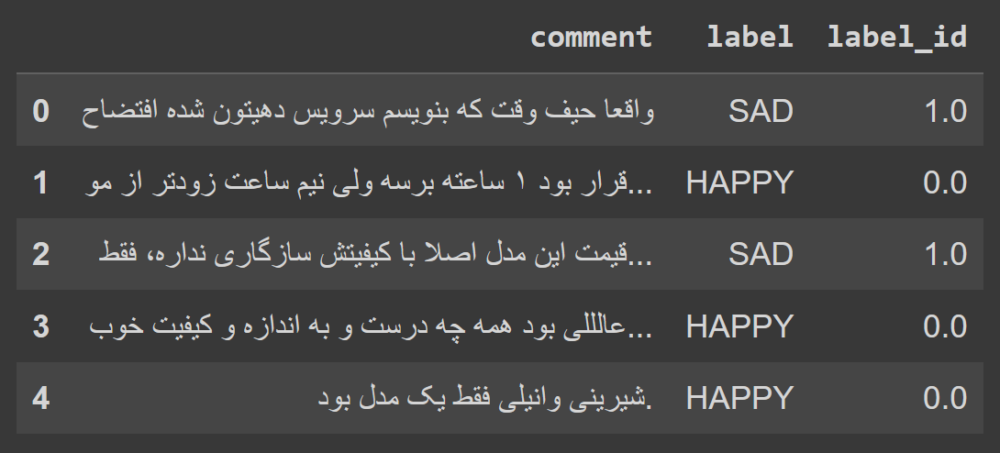 comment label label_id
0 واقعا حیف وقت که بنویسم سرویس دهیتون شده افتضاح SAD 1.0
1 قرار بود ۱ ساعته برسه ولی نیم ساعت زودتر از مو... HAPPY 0.0
2 قیمت این مدل اصلا با کیفیتش سازگاری نداره، فقط... SAD 1.0
3 عالللی بود همه چه درست و به اندازه و کیفیت خوب... HAPPY 0.0
4 شیرینی وانیلی فقط یک مدل بود. HAPPY 0.0